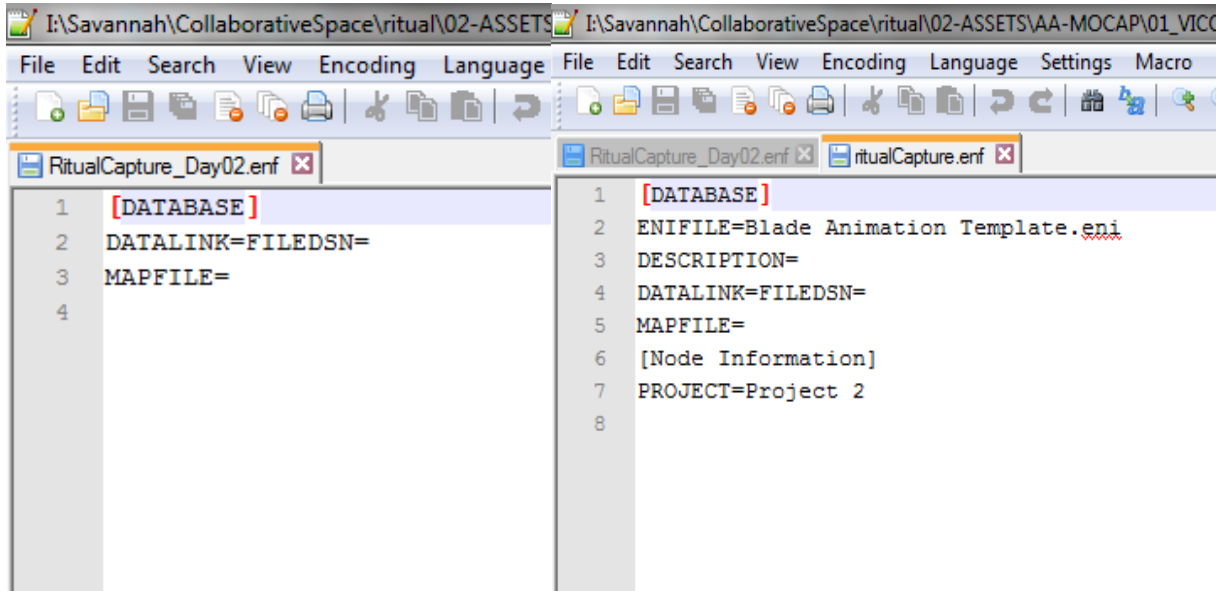 I:\Savannah\CollaborativeSpace\ritual\02-ASSETS
File Edit Search View Encoding Language
RitualCapture_Day02.enf
1 [DATABASE]
2 DATALINK=FILEDSN=
3 MAPFILE=
4
I:\Savannah\CollaborativeSpace\ritual\02-ASSETS\AA-MOCAP\01_VICO
File Edit Search View Encoding Language Settings Macro
RitualCapture_Day02.enf ritualCapture.enf
1 [DATABASE]
2 ENIFILE=Blade Animation Template.eni
3 DESCRIPTION=
4 DATALINK=FILEDSN=
5 MAPFILE=
6 [Node Information]
7 PROJECT=Project 2
8